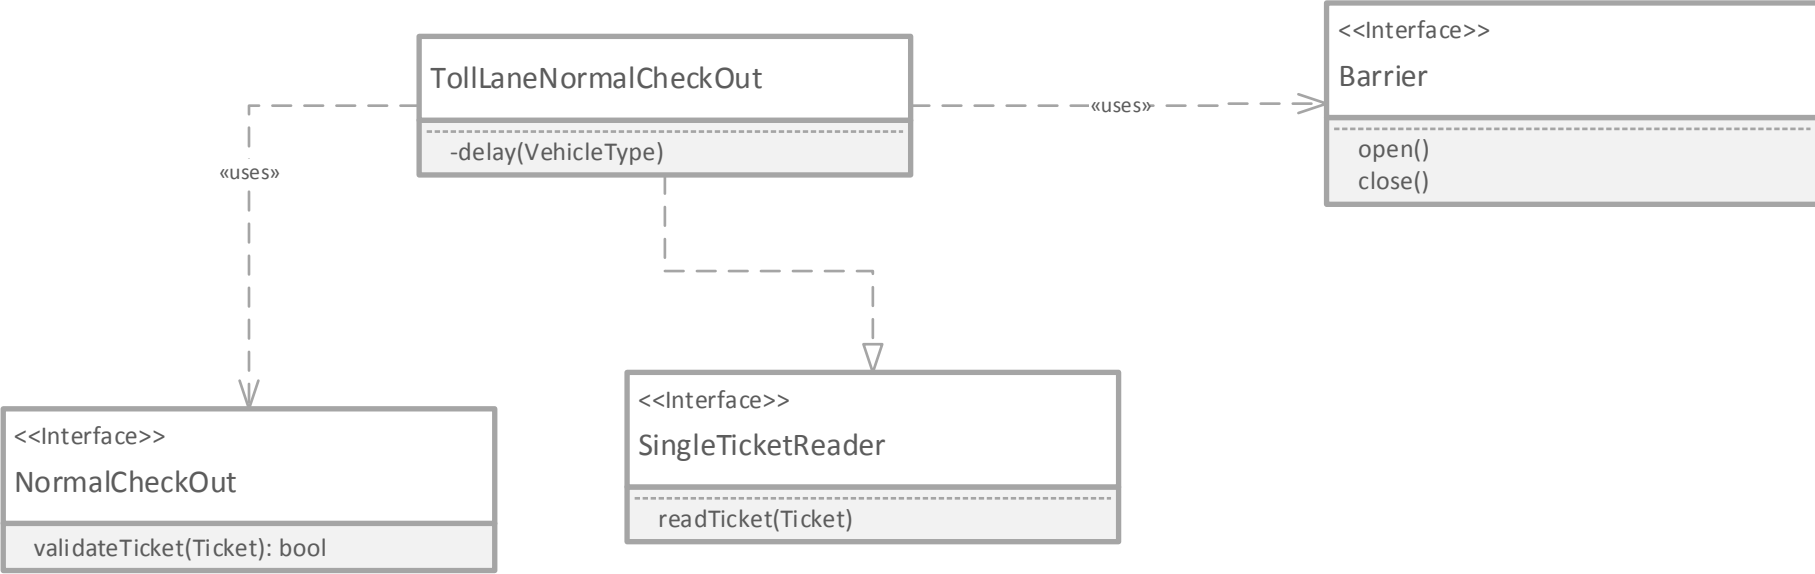 TollLaneNormalCheckOut
-delay(VehicleType)
«uses»
<<Interface>>
Barrier
open()
close()
«uses»
<<Interface>>
NormalCheckOut
validateTicket(Ticket): bool
<<Interface>>
SingleTicketReader
readTicket(Ticket)